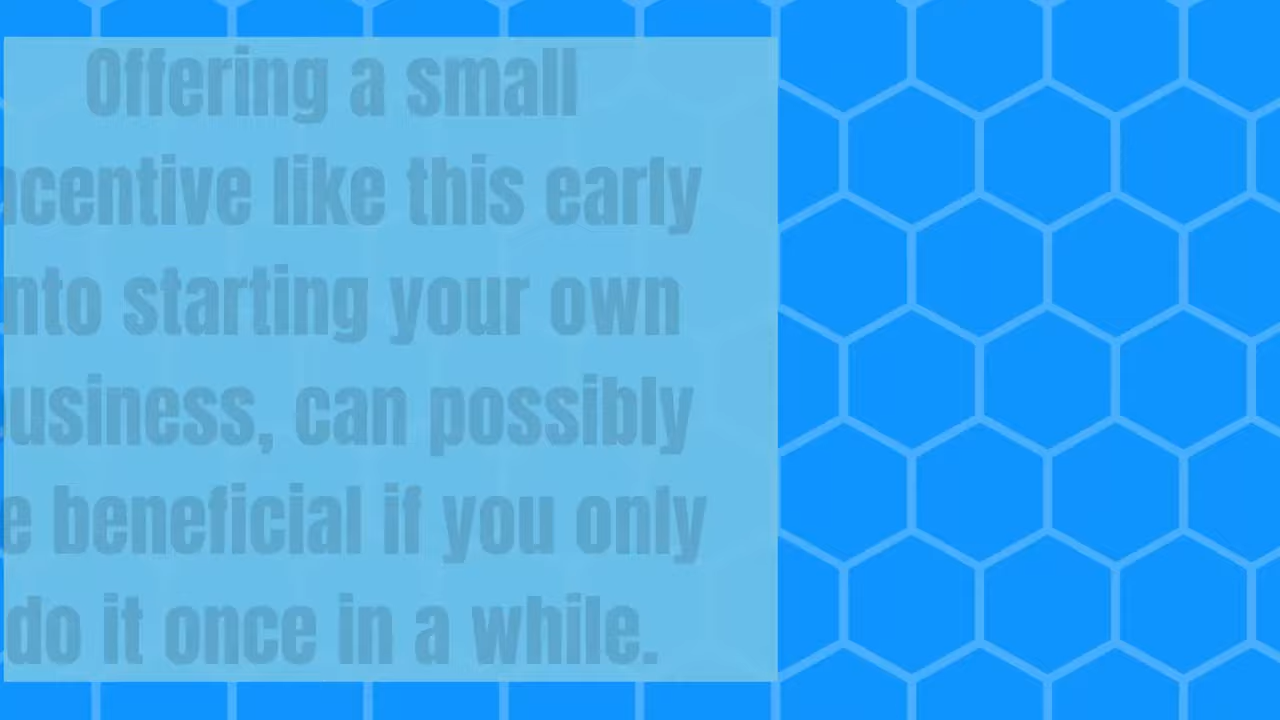 Offering a small
ncentive like this early
nto starting your own
usiness, can possibly
e beneficial if you only
do it once in a while.